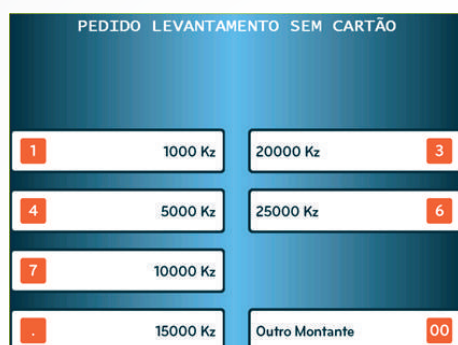 PEDIDO LEVANTAMENTO SEM CARTÃO
1 1000 Kz 20000 Kz 3
4 5000 Kz 25000 Kz 6
7 10000 Kz
. 15000 Kz Outro Montante 00